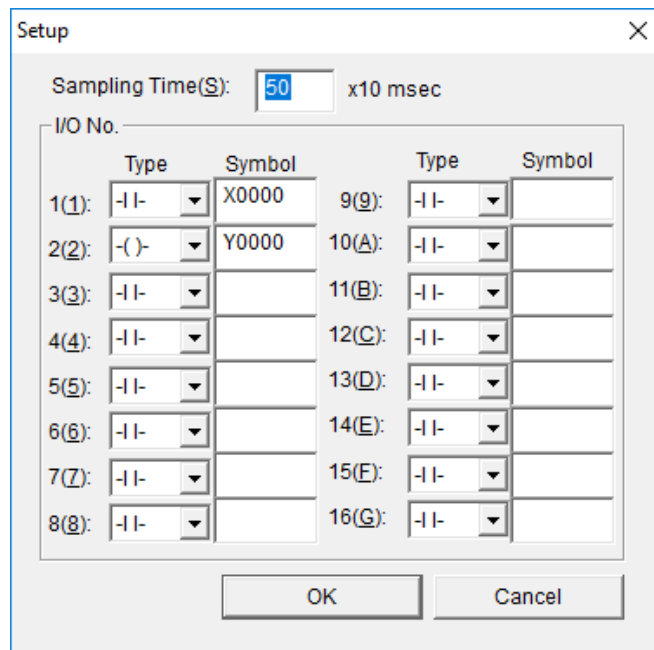 Setup
Sampling Time(S): 50 x10 msec
I/O No.
Type Symbol Type Symbol
1(1): -I I- X0000 9(9): -I I-
2(2): -( )- Y0000 10(A): -I I-
3(3): -I I- 11(B): -I I-
4(4): -I I- 12(C): -I I-
5(5): -I I- 13(D): -I I-
6(6): -I I- 14(E): -I I-
7(7): -I I- 15(F): -I I-
8(8): -I I- 16(G): -I I-
OK Cancel